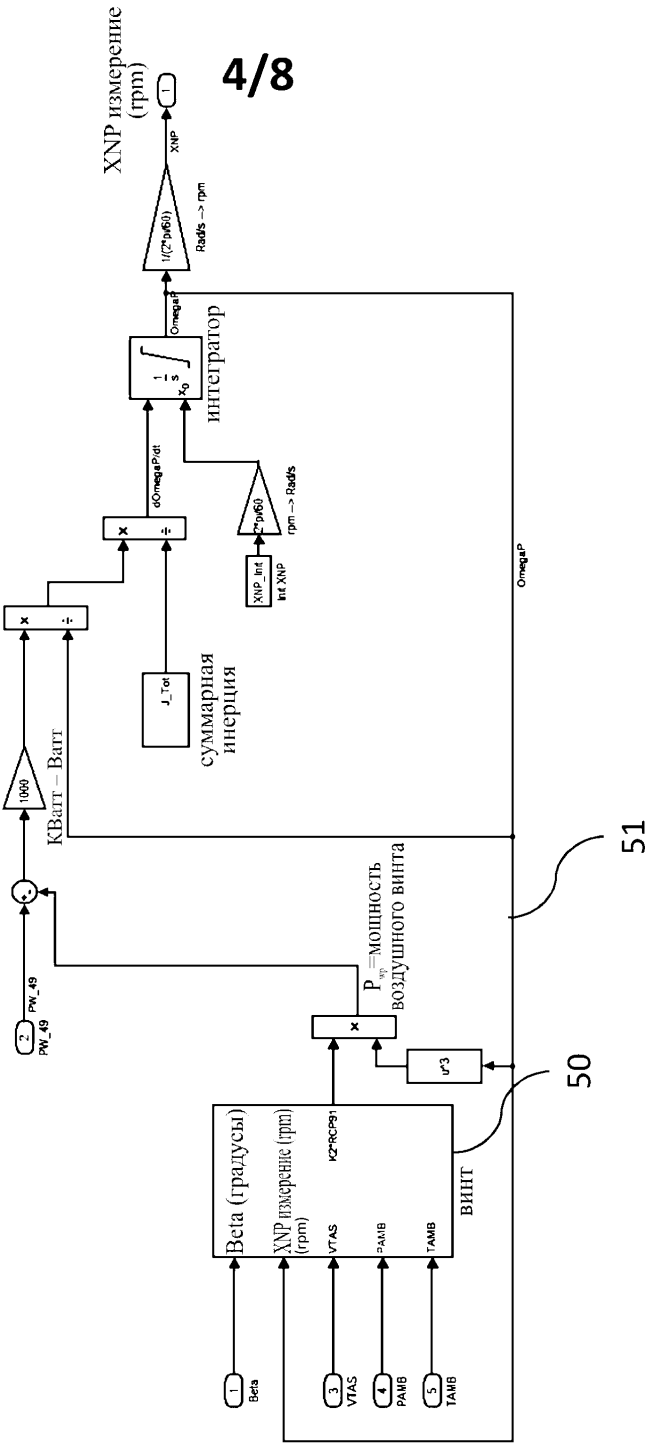 4/8
XNP измерение
(rpm)
1
XNP
1/(2*pi/60)
Rad/s --> rpm
OmegaP
1
s
x₀
интегратор
dOmegaP/dt
2*pi/60
rpm --> Rad/s
XNP_Init
Init XNP
×
÷
×
÷
J_Tot
суммарная
инерция
1000
КВатт – Ватт
+
-
2
PW_49
PW_49
×
=мощность
воздушного винта
u^3
OmegaP
51
50
Beta (градусы)
XNP измерение (rpm)
(rpm)
VTAS
PAMB
TAMB
K2*RCP91
винт
1
Beta
3
VTAS
4
PAMB
5
TAMB